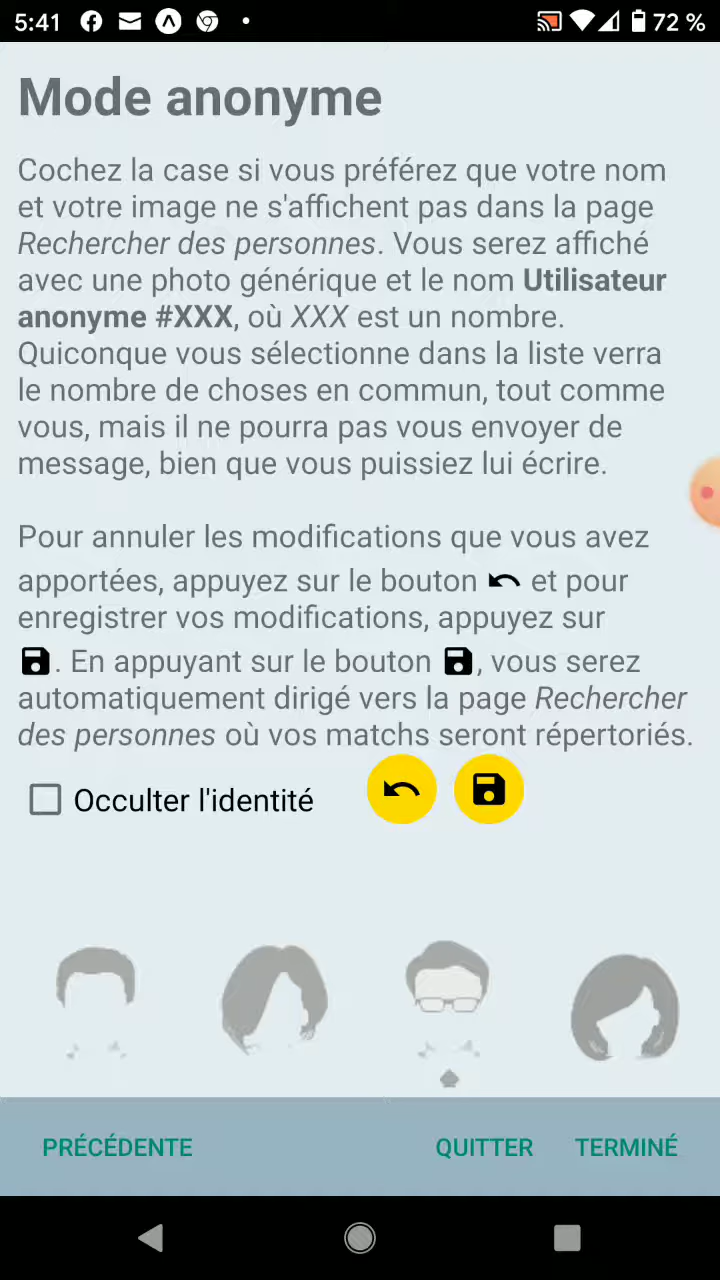 5:41
72 %
Mode anonyme
Cochez la case si vous préférez que votre nom
et votre image ne s'affichent pas dans la page
Rechercher des personnes. Vous serez affiché
avec une photo générique et le nom Utilisateur
anonyme #XXX, où XXX est un nombre.
Quiconque vous sélectionne dans la liste verra
le nombre de choses en commun, tout comme
vous, mais il ne pourra pas vous envoyer de
message, bien que vous puissiez lui écrire.
Pour annuler les modifications que vous avez
apportées, appuyez sur le bouton et pour
enregistrer vos modifications, appuyez sur
. En appuyant sur le bouton , vous serez
automatiquement dirigé vers la page Rechercher
des personnes où vos matchs seront répertoriés.
Occulter l'identité
PRÉCÉDENTE QUITTER TERMINÉ